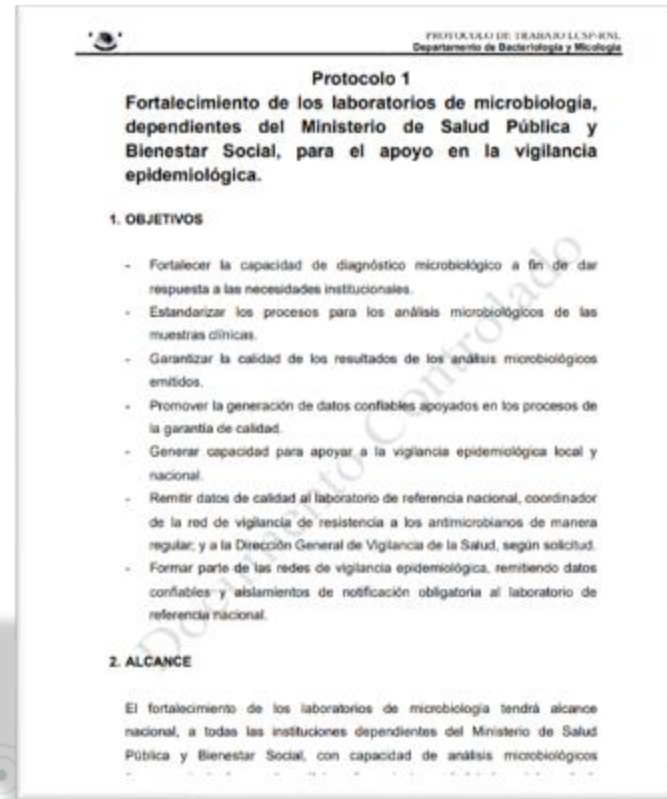 PROTOCOLO DE TRABAJO LCSP-RNL
Departamento de Bacteriología y Micología
Protocolo 1
Fortalecimiento de los laboratorios de microbiología,
dependientes del Ministerio de Salud Pública y
Bienestar Social, para el apoyo en la vigilancia
epidemiológica.
1. OBJETIVOS
- Fortalecer la capacidad de diagnóstico microbiológico a fin de dar
respuesta a las necesidades institucionales.
- Estandarizar los procesos para los análisis microbiológicos de las
muestras clínicas.
- Garantizar la calidad de los resultados de los análisis microbiológicos
emitidos.
- Promover la generación de datos confiables apoyados en los procesos de
la garantía de calidad.
- Generar capacidad para apoyar a la vigilancia epidemiológica local y
nacional.
- Remitir datos de calidad al laboratorio de referencia nacional, coordinador
de la red de vigilancia de resistencia a los antimicrobianos de manera
regular; y a la Dirección General de Vigilancia de la Salud, según solicitud.
- Formar parte de las redes de vigilancia epidemiológica, remitiendo datos
confiables y aislamientos de notificación obligatoria al laboratorio de
referencia nacional.
Documento Controlado
2. ALCANCE
El fortalecimiento de los laboratorios de microbiología tendrá alcance
nacional, a todas las instituciones dependientes del Ministerio de Salud
Pública y Bienestar Social, con capacidad de análisis microbiológicos